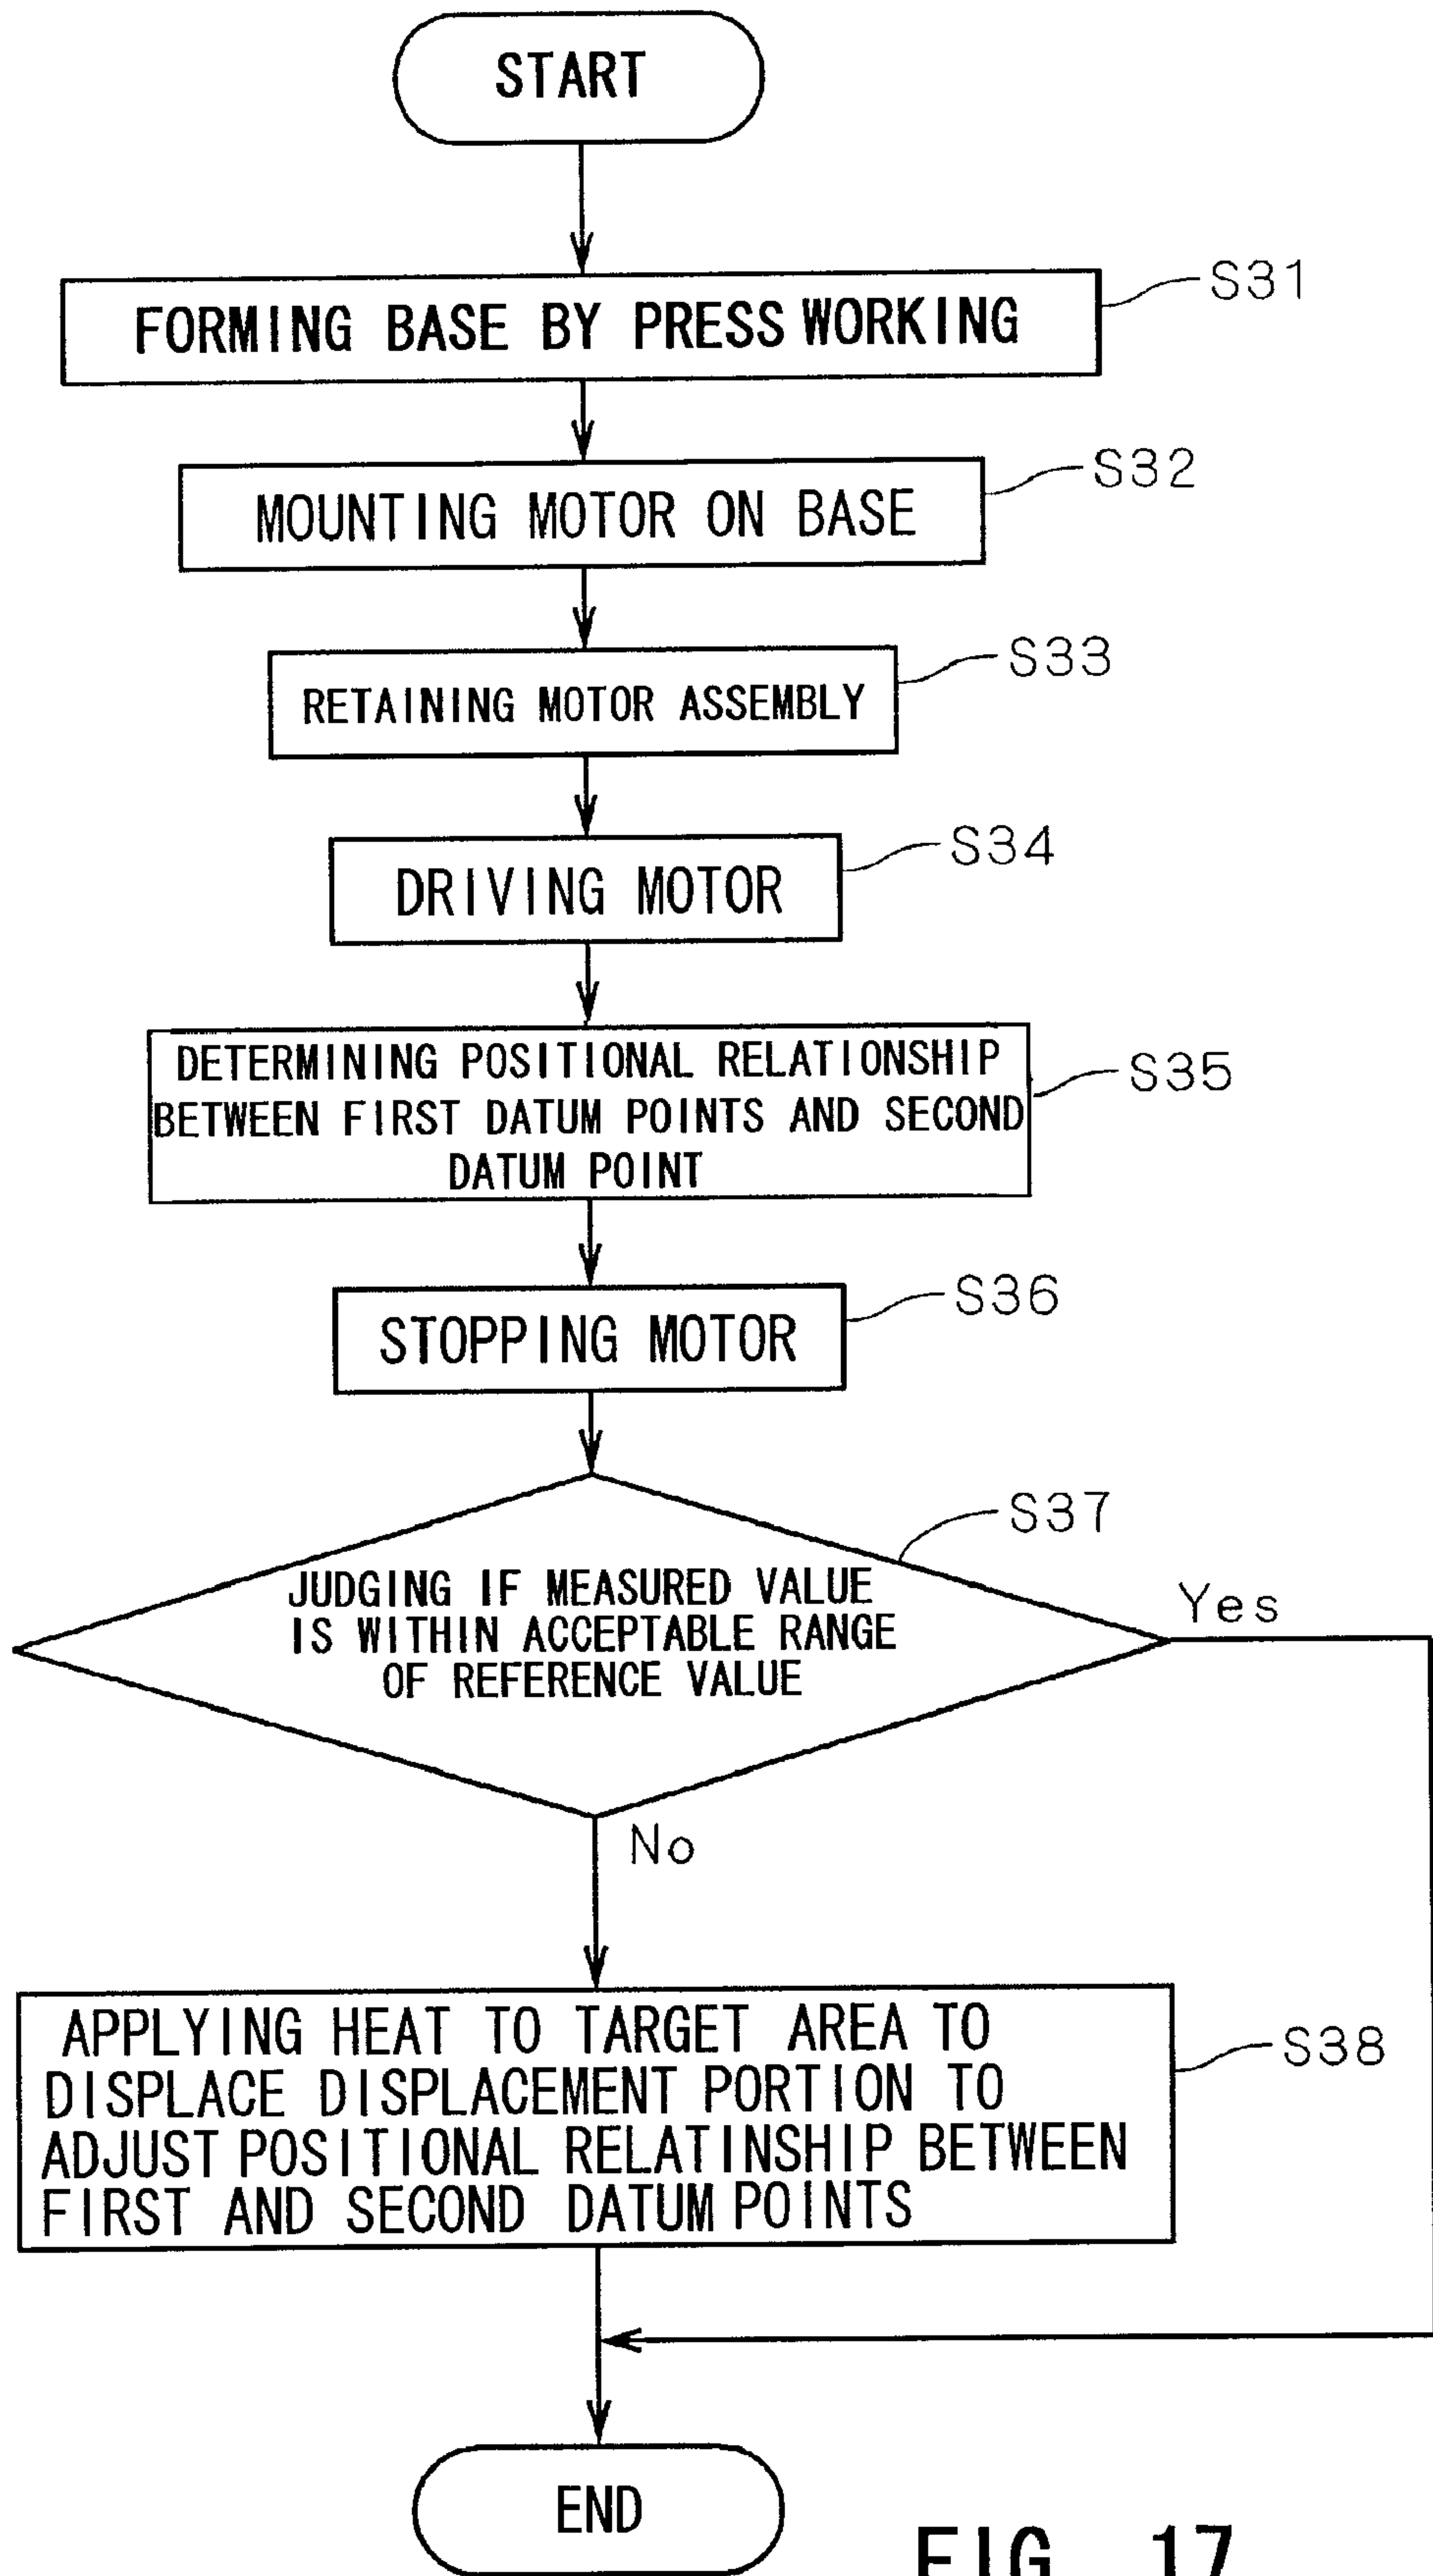 START
FORMING BASE BY PRESS WORKING
S31
MOUNTING MOTOR ON BASE
S32
RETAINING MOTOR ASSEMBLY
S33
DRIVING MOTOR
S34
DETERMINING POSITIONAL RELATIONSHIP
BETWEEN FIRST DATUM POINTS AND SECOND
DATUM POINT
S35
STOPPING MOTOR
S36
JUDGING IF MEASURED VALUE
IS WITHIN ACCEPTABLE RANGE
OF REFERENCE VALUE
S37
Yes
No
APPLYING HEAT TO TARGET AREA TO
DISPLACE DISPLACEMENT PORTION TO
ADJUST POSITIONAL RELATINSHIP BETWEEN
FIRST AND SECOND DATUM POINTS
S38
END
FIG. 17